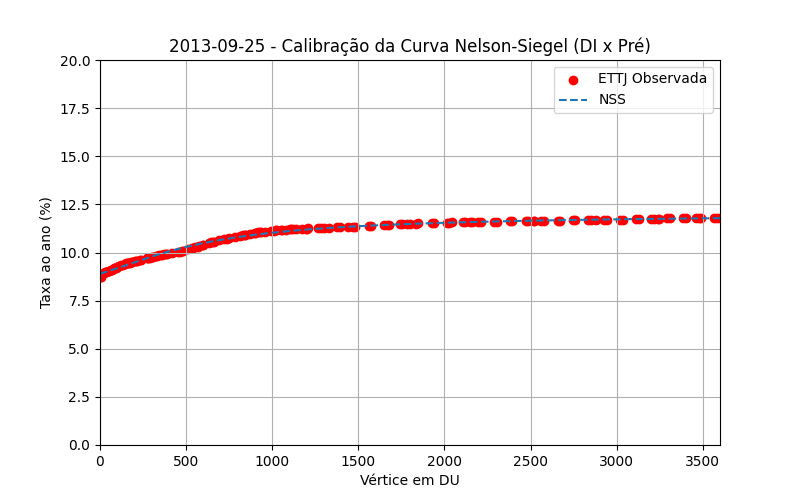 2013-09-25 - Calibração da Curva Nelson-Siegel (DI x Pré)
ETTJ Observada
NSS
20.0
17.5
15.0
12.5
10.0
7.5
5.0
2.5
0.0
Taxa ao ano (%)
0 500 1000 1500 2000 2500 3000 3500
Vértice em DU